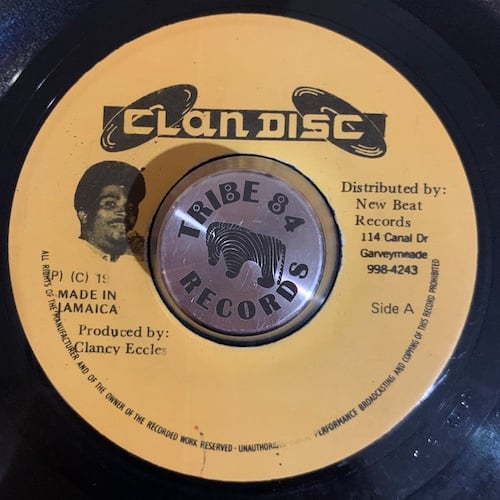 CLAN DISC
TRIBE 84
RECORDS
Distributed by:
New Beat
Records
114 Canal Dr
Garveymeade
998-4243
Side A
P) (C) 19
MADE IN
JAMAICA
Produced by:
Clancy Eccles
ALL RIGHTS OF THE MANUFACTURER AND OF THE OWNER OF THE RECORDED WORK RESERVED - PERFORMANCE BROADCASTING AND COPYING OF THIS RECORD PROHIBITED